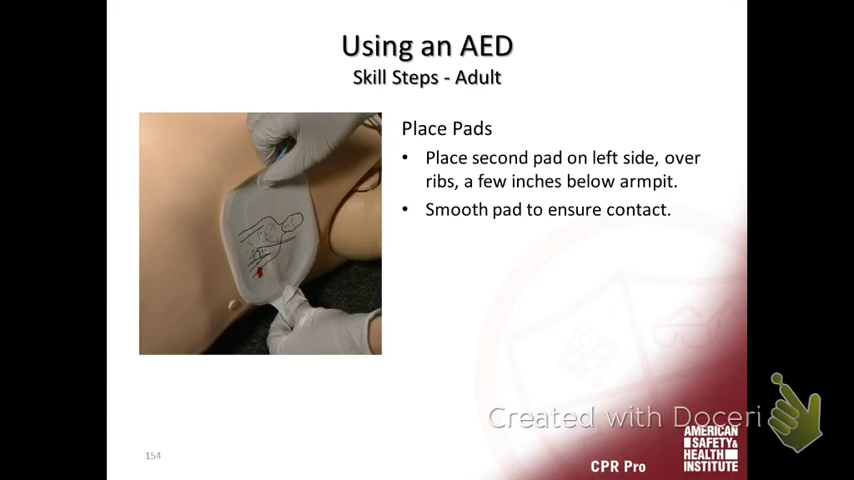 Using an AED
Skill Steps - Adult
Place Pads
• Place second pad on left side, over
ribs, a few inches below armpit.
• Smooth pad to ensure contact.
Created with Doceri
AMERICAN
SAFETY&
HEALTH
INSTITUTE
CPR Pro
154